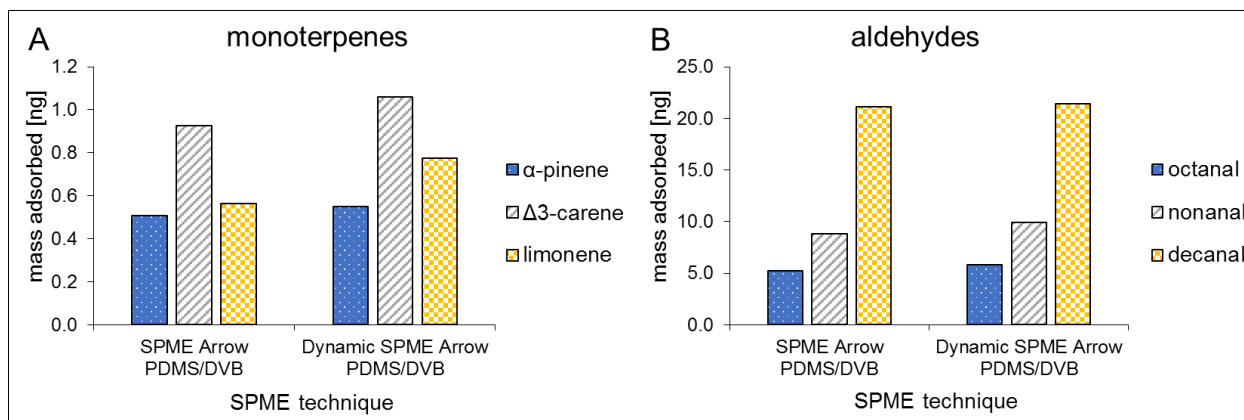 A
monoterpenes
mass adsorbed [ng]
1.2
1.0
0.8
0.6
0.4
0.2
0.0
SPME Arrow
PDMS/DVB
Dynamic SPME Arrow
PDMS/DVB
SPME technique
α-pinene
Δ3-carene
limonene
B
aldehydes
mass adsorbed [ng]
25.0
20.0
15.0
10.0
5.0
0.0
SPME Arrow
PDMS/DVB
Dynamic SPME Arrow
PDMS/DVB
SPME technique
octanal
nonanal
decanal